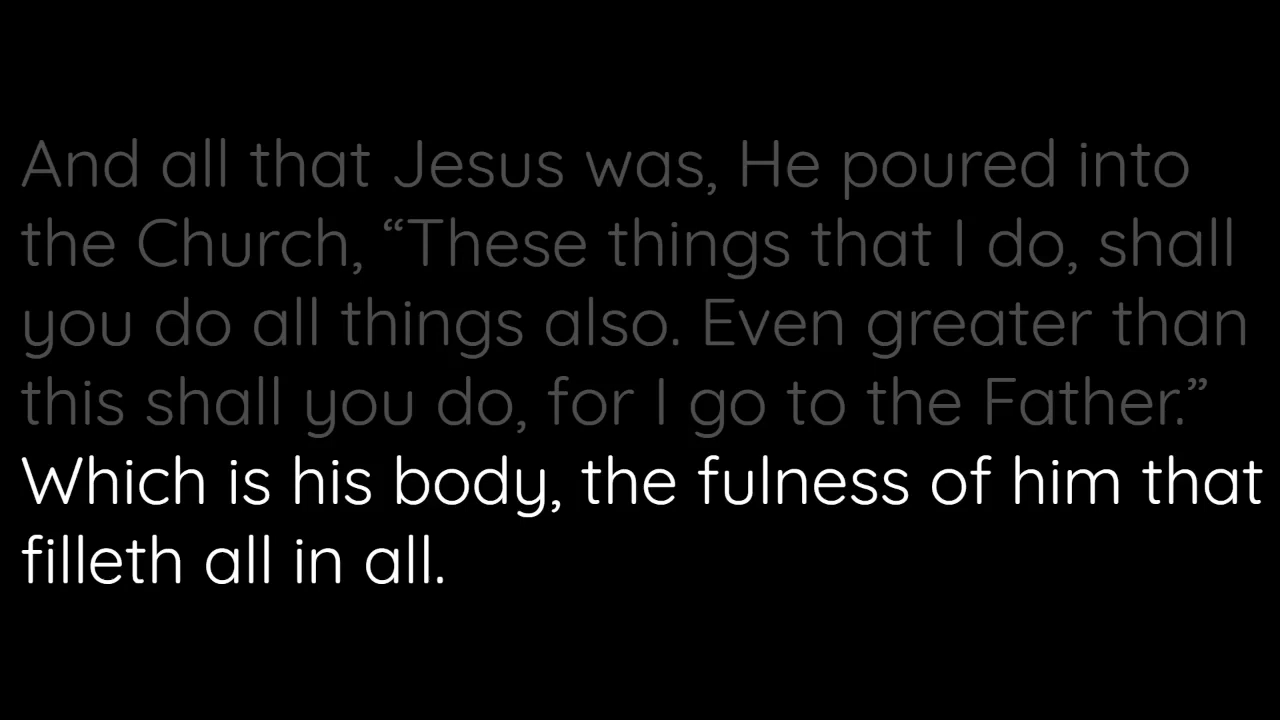 And all that Jesus was, He poured into
the Church, “These things that I do, shall
you do all things also. Even greater than
this shall you do, for I go to the Father.”
Which is his body, the fulness of him that
filleth all in all.